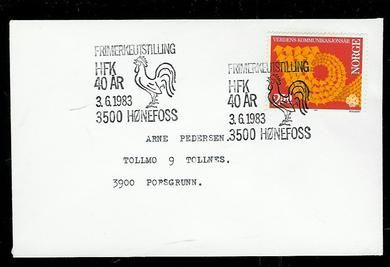 FRIMERKEUTSTILLING
HFK
40 ÅR
3.6.1983
3500 HØNEFOSS
FRIMERKEUTSTILLING
HFK
40 ÅR
3.6.1983
3500 HØNEFOSS
VERDENS KOMMUNIKASJONSÅR
NORGE
ARNE PEDERSEN.
TOLLMO 9 TOLLNES.
3900 PORSGRUNN.